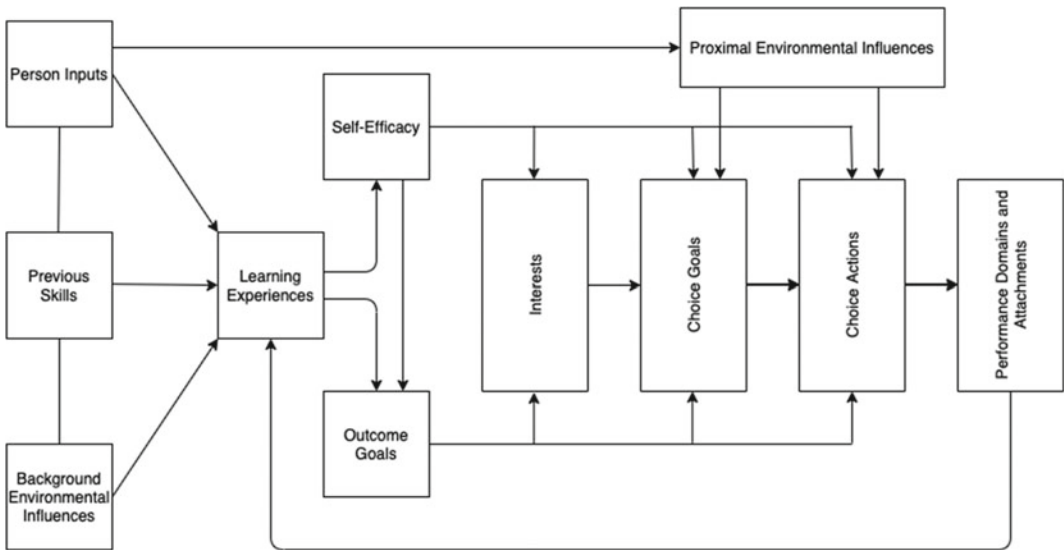 Person Inputs
Proximal Environmental Influences
Self-Efficacy
Previous
Skills
Learning
Experiences
Interests
Choice Goals
Choice Actions
Performance Domains and
Attachments
Outcome
Goals
Background
Environmental
Influences